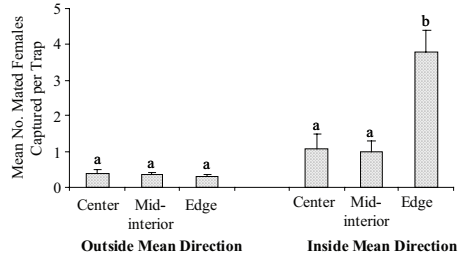 Mean No. Mated Females
Captured per Trap
5
4
3
2
1
0
a
a
a
a
a
b
Center
Mid-
interior
Edge
Center
Mid-
interior
Edge
Outside Mean Direction
Inside Mean Direction